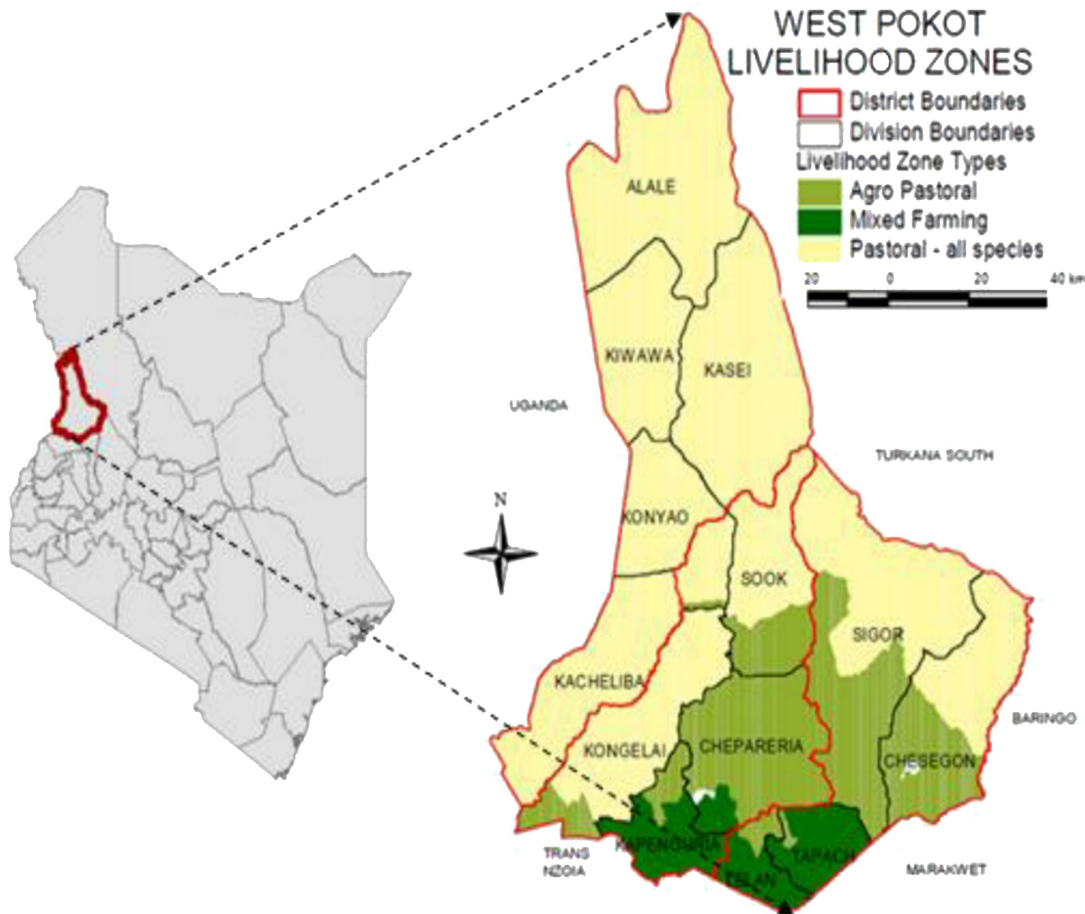 WEST POKOT
LIVELIHOOD ZONES
District Boundaries
Division Boundaries
Livelihood Zone Types
Agro Pastoral
Mixed Farming
Pastoral - all species
20 0 20 40 km
ALALE
KIWAWA
KASEI
UGANDA
TURKANA SOUTH
N
KONYAO
SOOK
SIGOR
KACHELIBA
BARINGO
KONGELAI
CHEPARERIA
CHESEGON
KAPENGURIA
TAPACH
LELAN
TRANS
NZOIA
MARAKWET